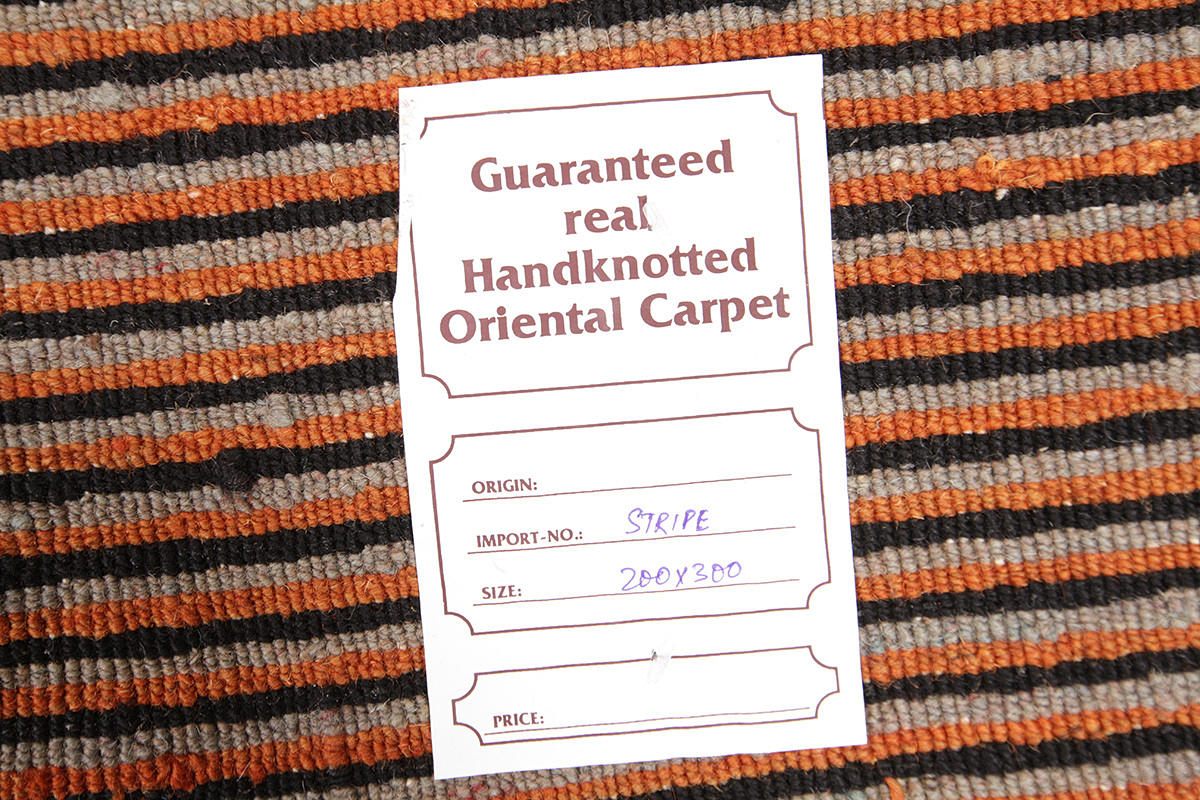 Guaranteed
real
Handknotted
Oriental Carpet
ORIGIN:
IMPORT-NO.: STRIPE
SIZE: 200X300
PRICE: